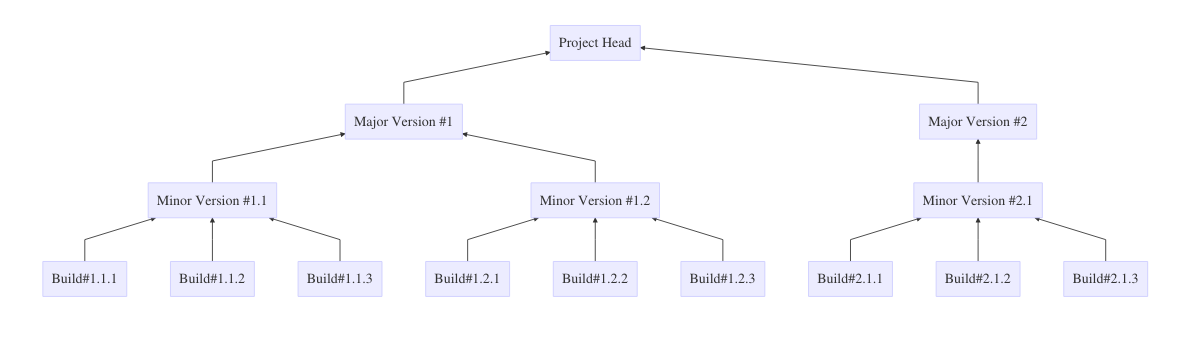 Project Head
Major Version #1
Major Version #2
Minor Version #1.1
Minor Version #1.2
Minor Version #2.1
Build#1.1.1
Build#1.1.2
Build#1.1.3
Build#1.2.1
Build#1.2.2
Build#1.2.3
Build#2.1.1
Build#2.1.2
Build#2.1.3